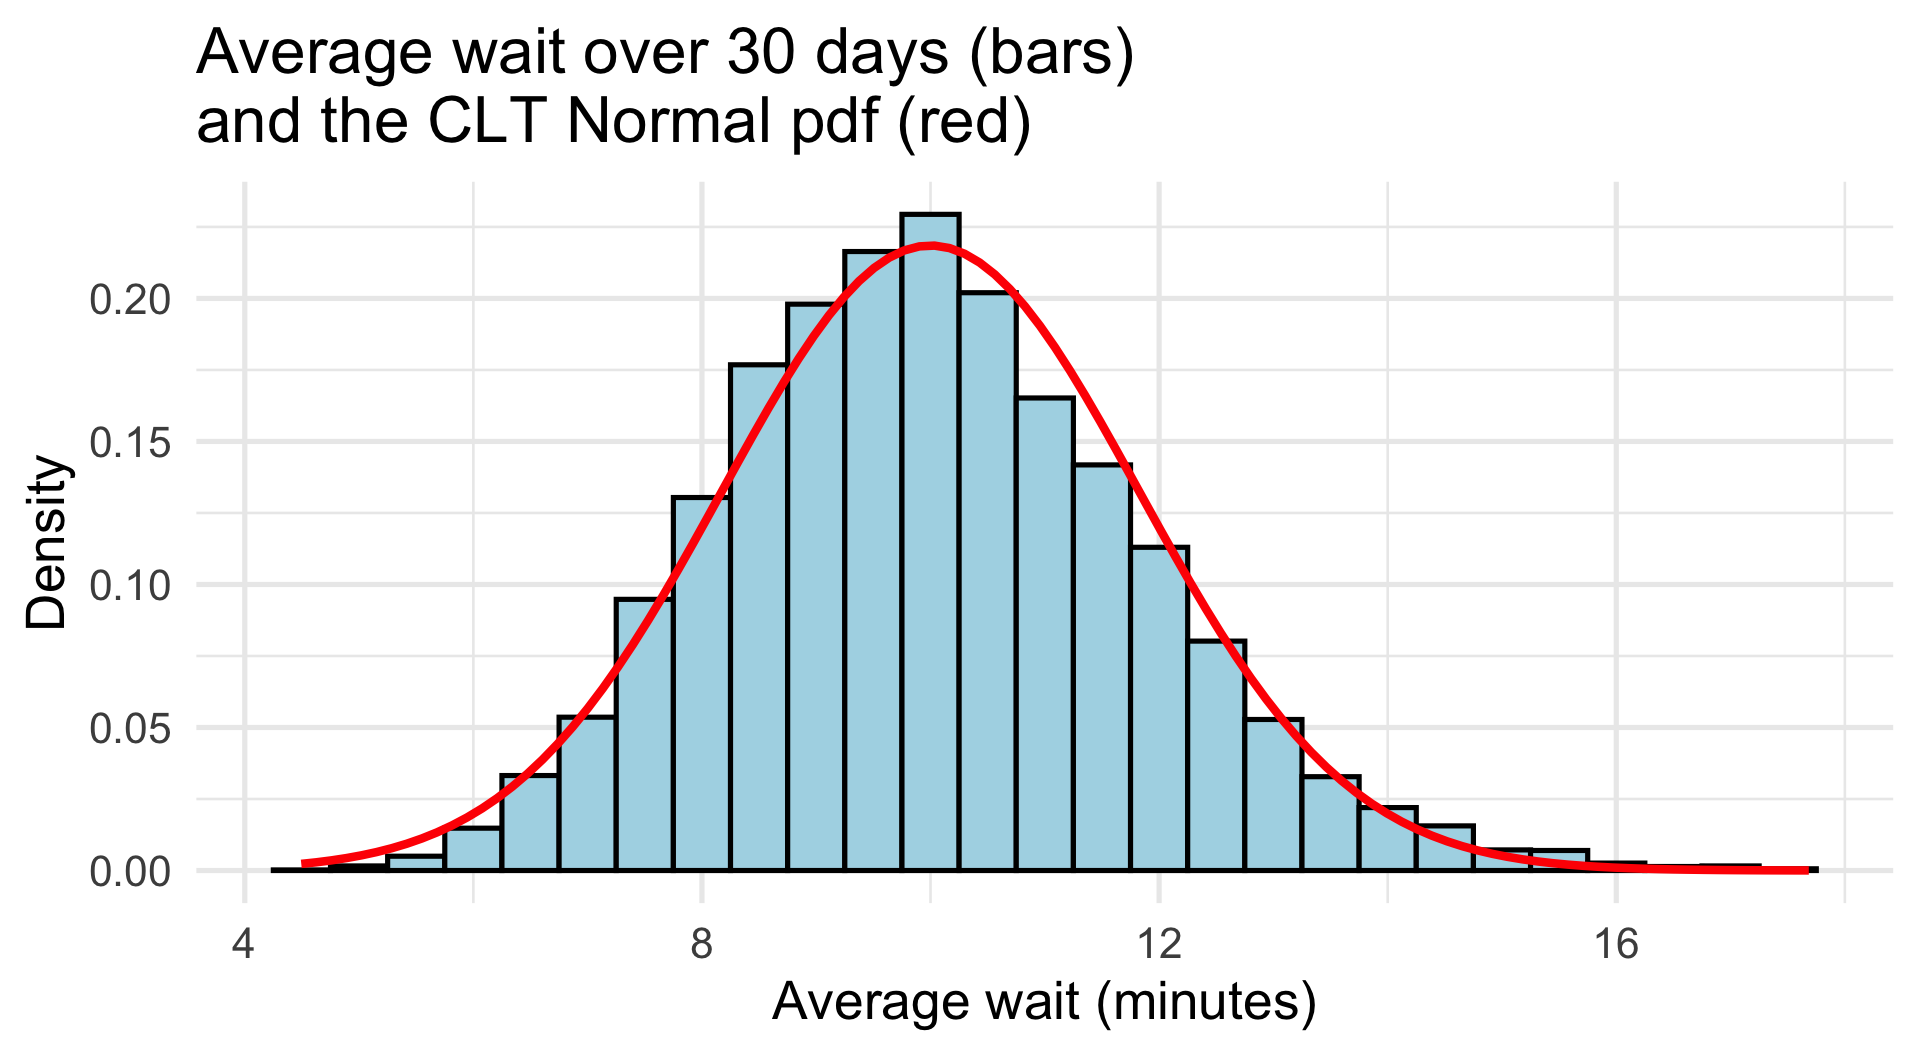 Average wait over 30 days (bars)
and the CLT Normal pdf (red)
Density
0.20
0.15
0.10
0.05
0.00
4 8 12 16
Average wait (minutes)